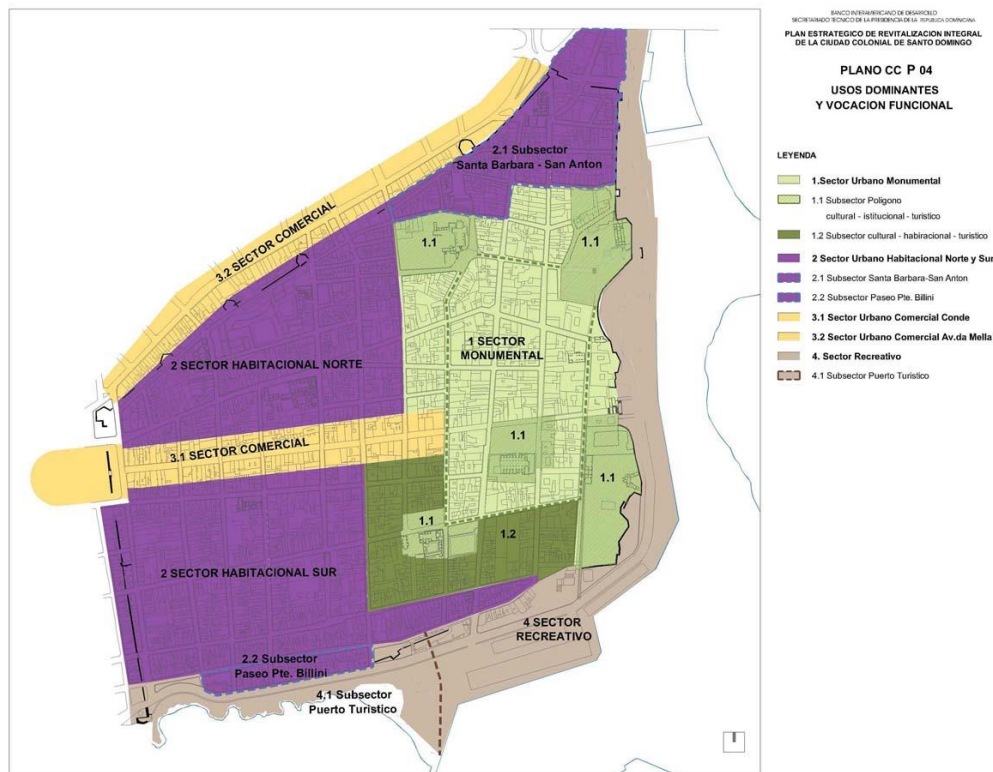 BANCO INTERAMERICANO DE DESARROLLO
SECRETARIADO TECNICO DE LA PRESIDENCIA DE LA REPUBLICA DOMINICANA
PLAN ESTRATEGICO DE REVITALIZACION INTEGRAL
DE LA CIUDAD COLONIAL DE SANTO DOMINGO
PLANO CC P 04
USOS DOMINANTES
Y VOCACION FUNCIONAL
LEYENDA
1.Sector Urbano Monumental
1.1 Subsector Poligono
cultural - istitucional - turistico
1.2 Subsector cultural - habiracional - turistico
2 Sector Urbano Habitacional Norte y Sur
2.1 Subsector Santa Barbara-San Anton
2.2 Subsector Paseo Pte. Billini
3.1 Sector Urbano Comercial Conde
3.2 Sector Urbano Comercial Av.da Mella
4. Sector Recreativo
4.1 Subsector Puerto Turistico
2.1 Subsector
Santa Barbara - San Anton
3.2 SECTOR COMERCIAL
1.1
1.1
1 SECTOR
MONUMENTAL
2 SECTOR HABITACIONAL NORTE
3.1 SECTOR COMERCIAL
1.1
1.1
1.1
1.2
2 SECTOR HABITACIONAL SUR
4 SECTOR
RECREATIVO
2.2 Subsector
Paseo Pte. Billini
4.1 Subsector
Puerto Turistico